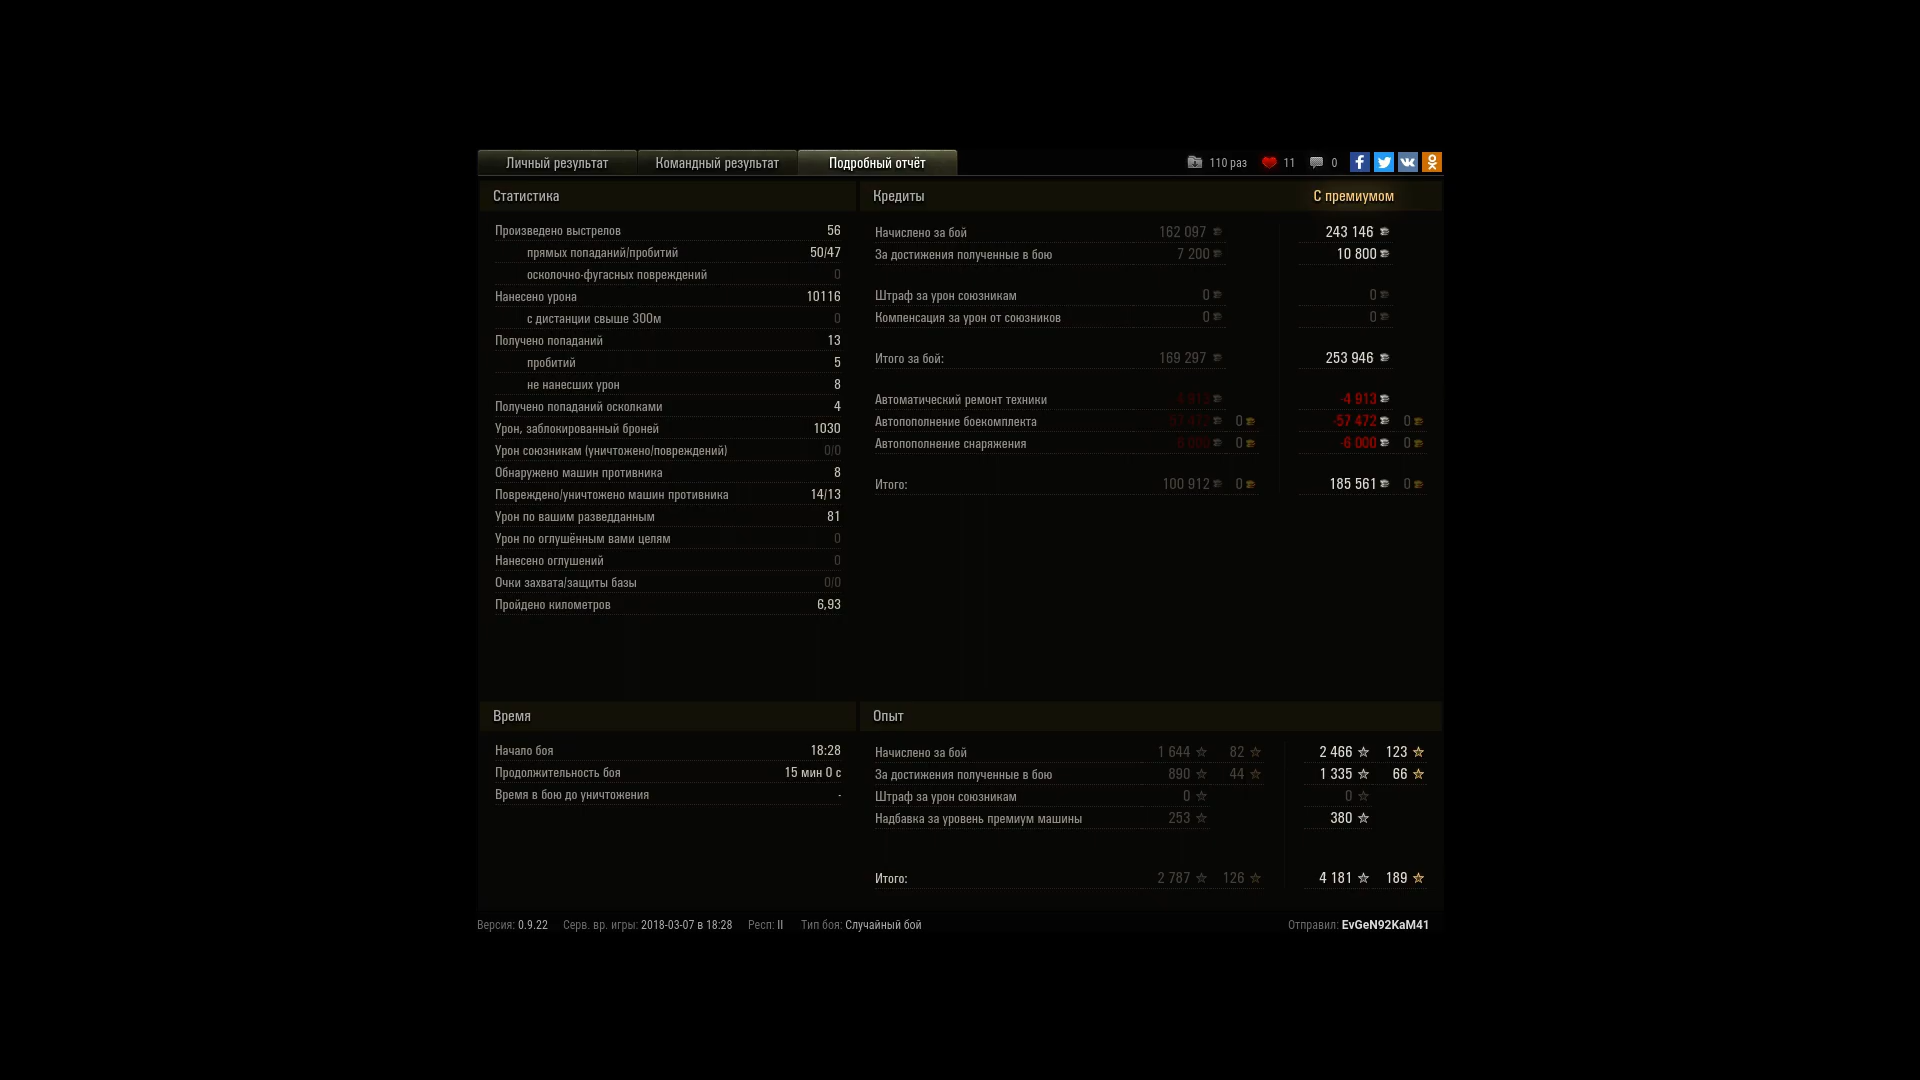 Личный результат Командный результат Подробный отчёт 110 раз 11 0
Статистика
Произведено выстрелов 56
прямых попаданий/пробитий 50/47
осколочно-фугасных повреждений 0
Нанесено урона 10116
с дистанции свыше 300м 0
Получено попаданий 13
пробитий 5
не нанесших урон 8
Получено попаданий осколками 4
Урон, заблокированный броней 1030
Урон союзникам (уничтожено/повреждений) 0/0
Обнаружено машин противника 8
Повреждено/уничтожено машин противника 14/13
Урон по вашим разведданным 81
Урон по оглушённым вами целям 0
Нанесено оглушений 0
Очки захвата/защиты базы 0/0
Пройдено километров 6,93
Кредиты С премиумом
Начислено за бой 162 097 243 146
За достижения полученные в бою 7 200 10 800
Штраф за урон союзникам 0 0
Компенсация за урон от союзников 0 0
Итого за бой: 169 297 253 946
Автоматический ремонт техники -4 913 -4 913
Автопополнение боекомплекта -57 472 0 -57 472 0
Автопополнение снаряжения -6 000 0 -6 000 0
Итого: 100 912 0 185 561 0
Время
Начало боя 18:28
Продолжительность боя 15 мин 0 с
Время в бою до уничтожения -
Опыт
Начислено за бой 1 644 82 2 466 123
За достижения полученные в бою 890 44 1 335 66
Штраф за урон союзникам 0 0
Надбавка за уровень премиум машины 253 380
Итого: 2 787 126 4 181 189
Версия: 0.9.22 Серв. вр. игры: 2018-03-07 в 18:28 Респ: II Тип боя: Случайный бой Отправил: EvGeN92KaM41